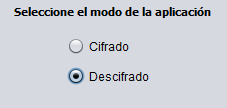 Seleccione el modo de la aplicación
Cifrado
Descifrado